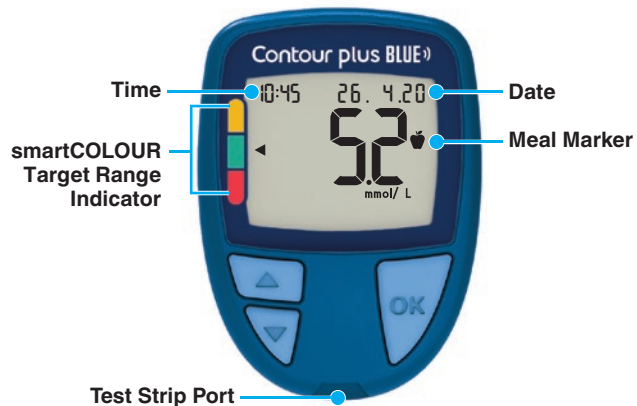 Contour plus BLUE
Time
10:45 26. 4.20
Date
5.2
Meal Marker
smartCOLOUR
Target Range
Indicator
mmol/ L
OK
Test Strip Port